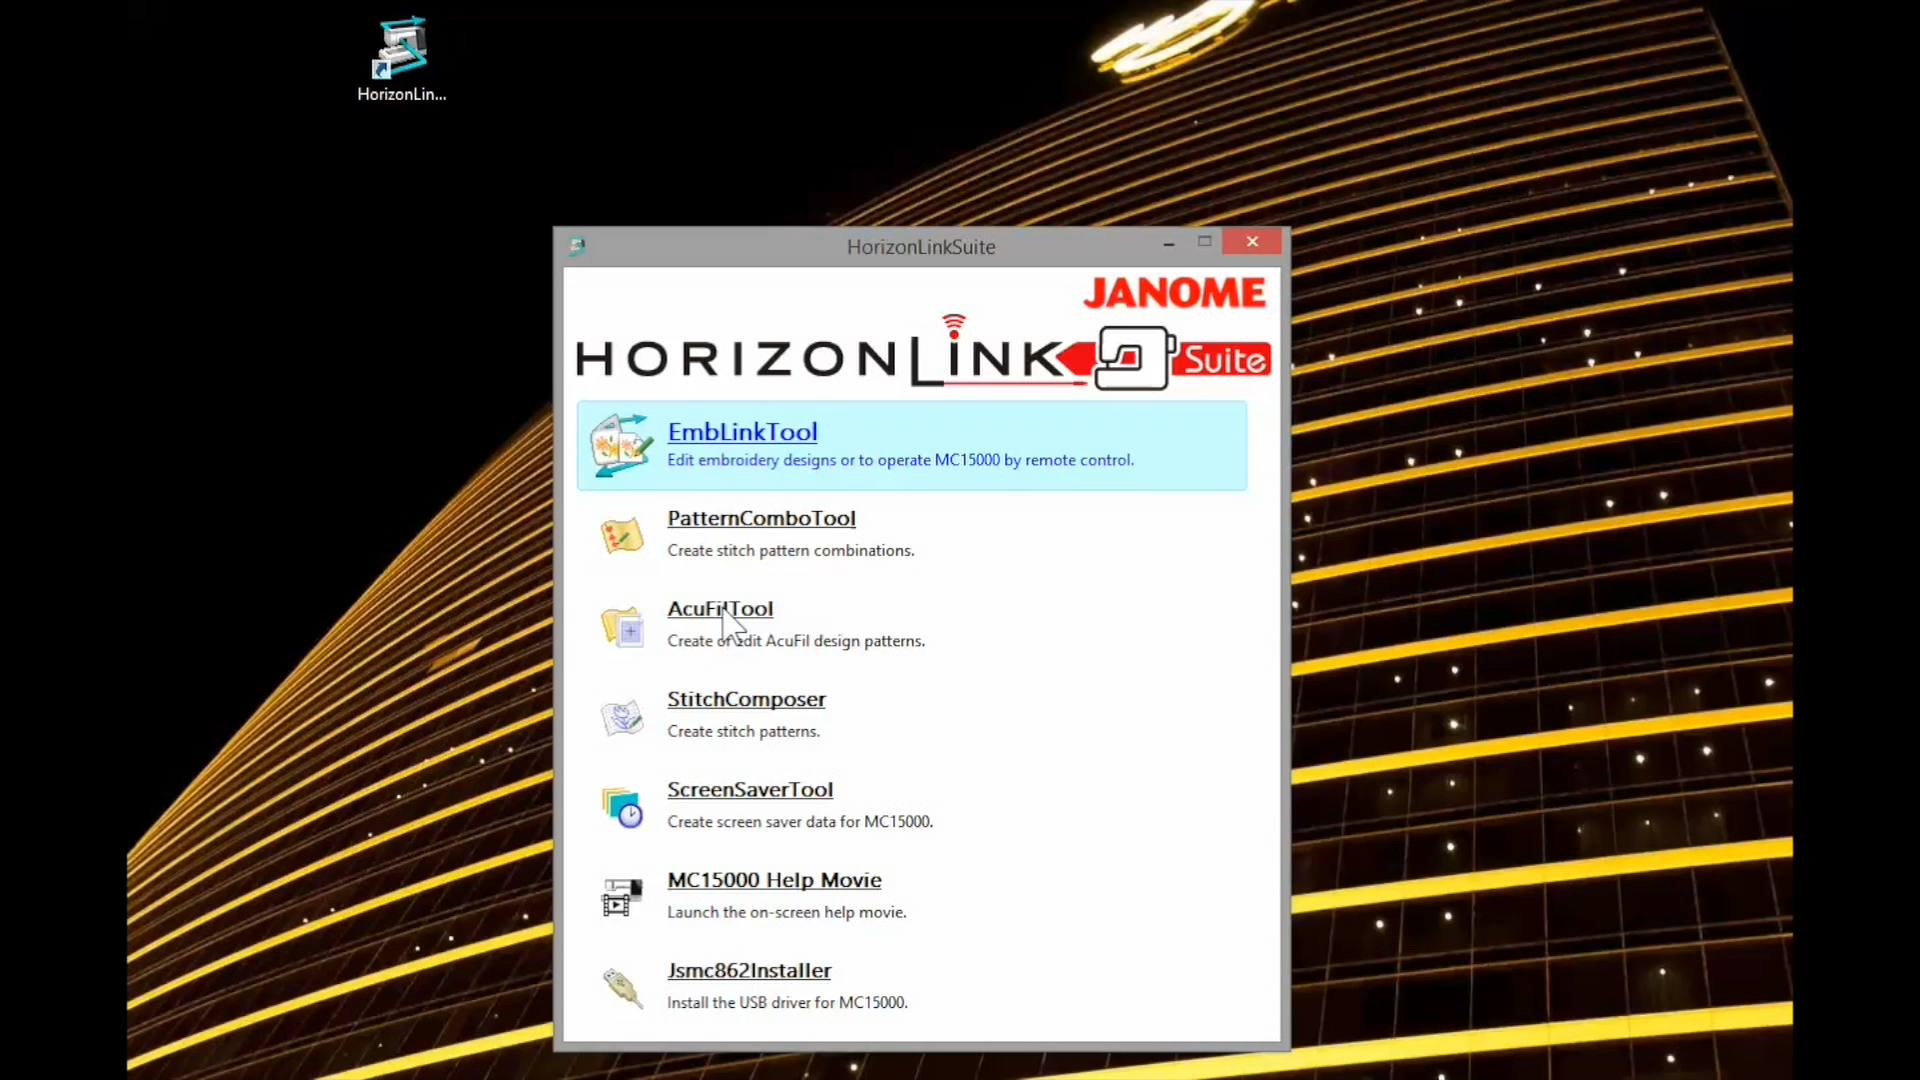 HorizonLin...
HorizonLinkSuite
JANOME
HORIZONLiNK Suite
EmbLinkTool
Edit embroidery designs or to operate MC15000 by remote control.
PatternComboTool
Create stitch pattern combinations.
AcuFilTool
Create or edit AcuFil design patterns.
StitchComposer
Create stitch patterns.
ScreenSaverTool
Create screen saver data for MC15000.
MC15000 Help Movie
Launch the on-screen help movie.
Jsmc862Installer
Install the USB driver for MC15000.